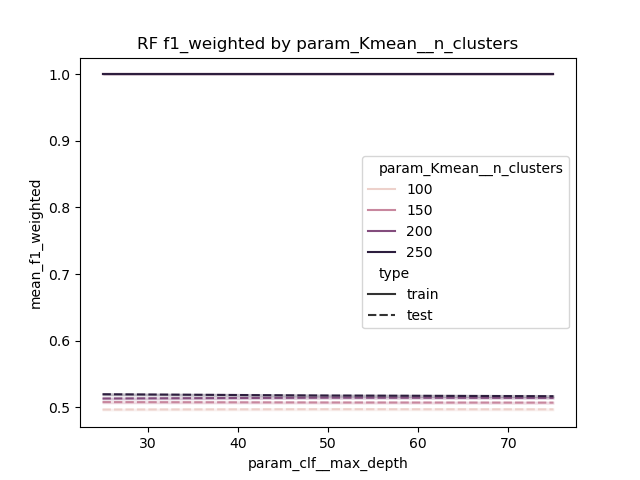 RF f1_weighted by param_Kmean__n_clusters
mean_f1_weighted
1.0
0.9
0.8
0.7
0.6
0.5
param_Kmean__n_clusters
100
150
200
250
type
train
test
30 40 50 60 70
param_clf__max_depth